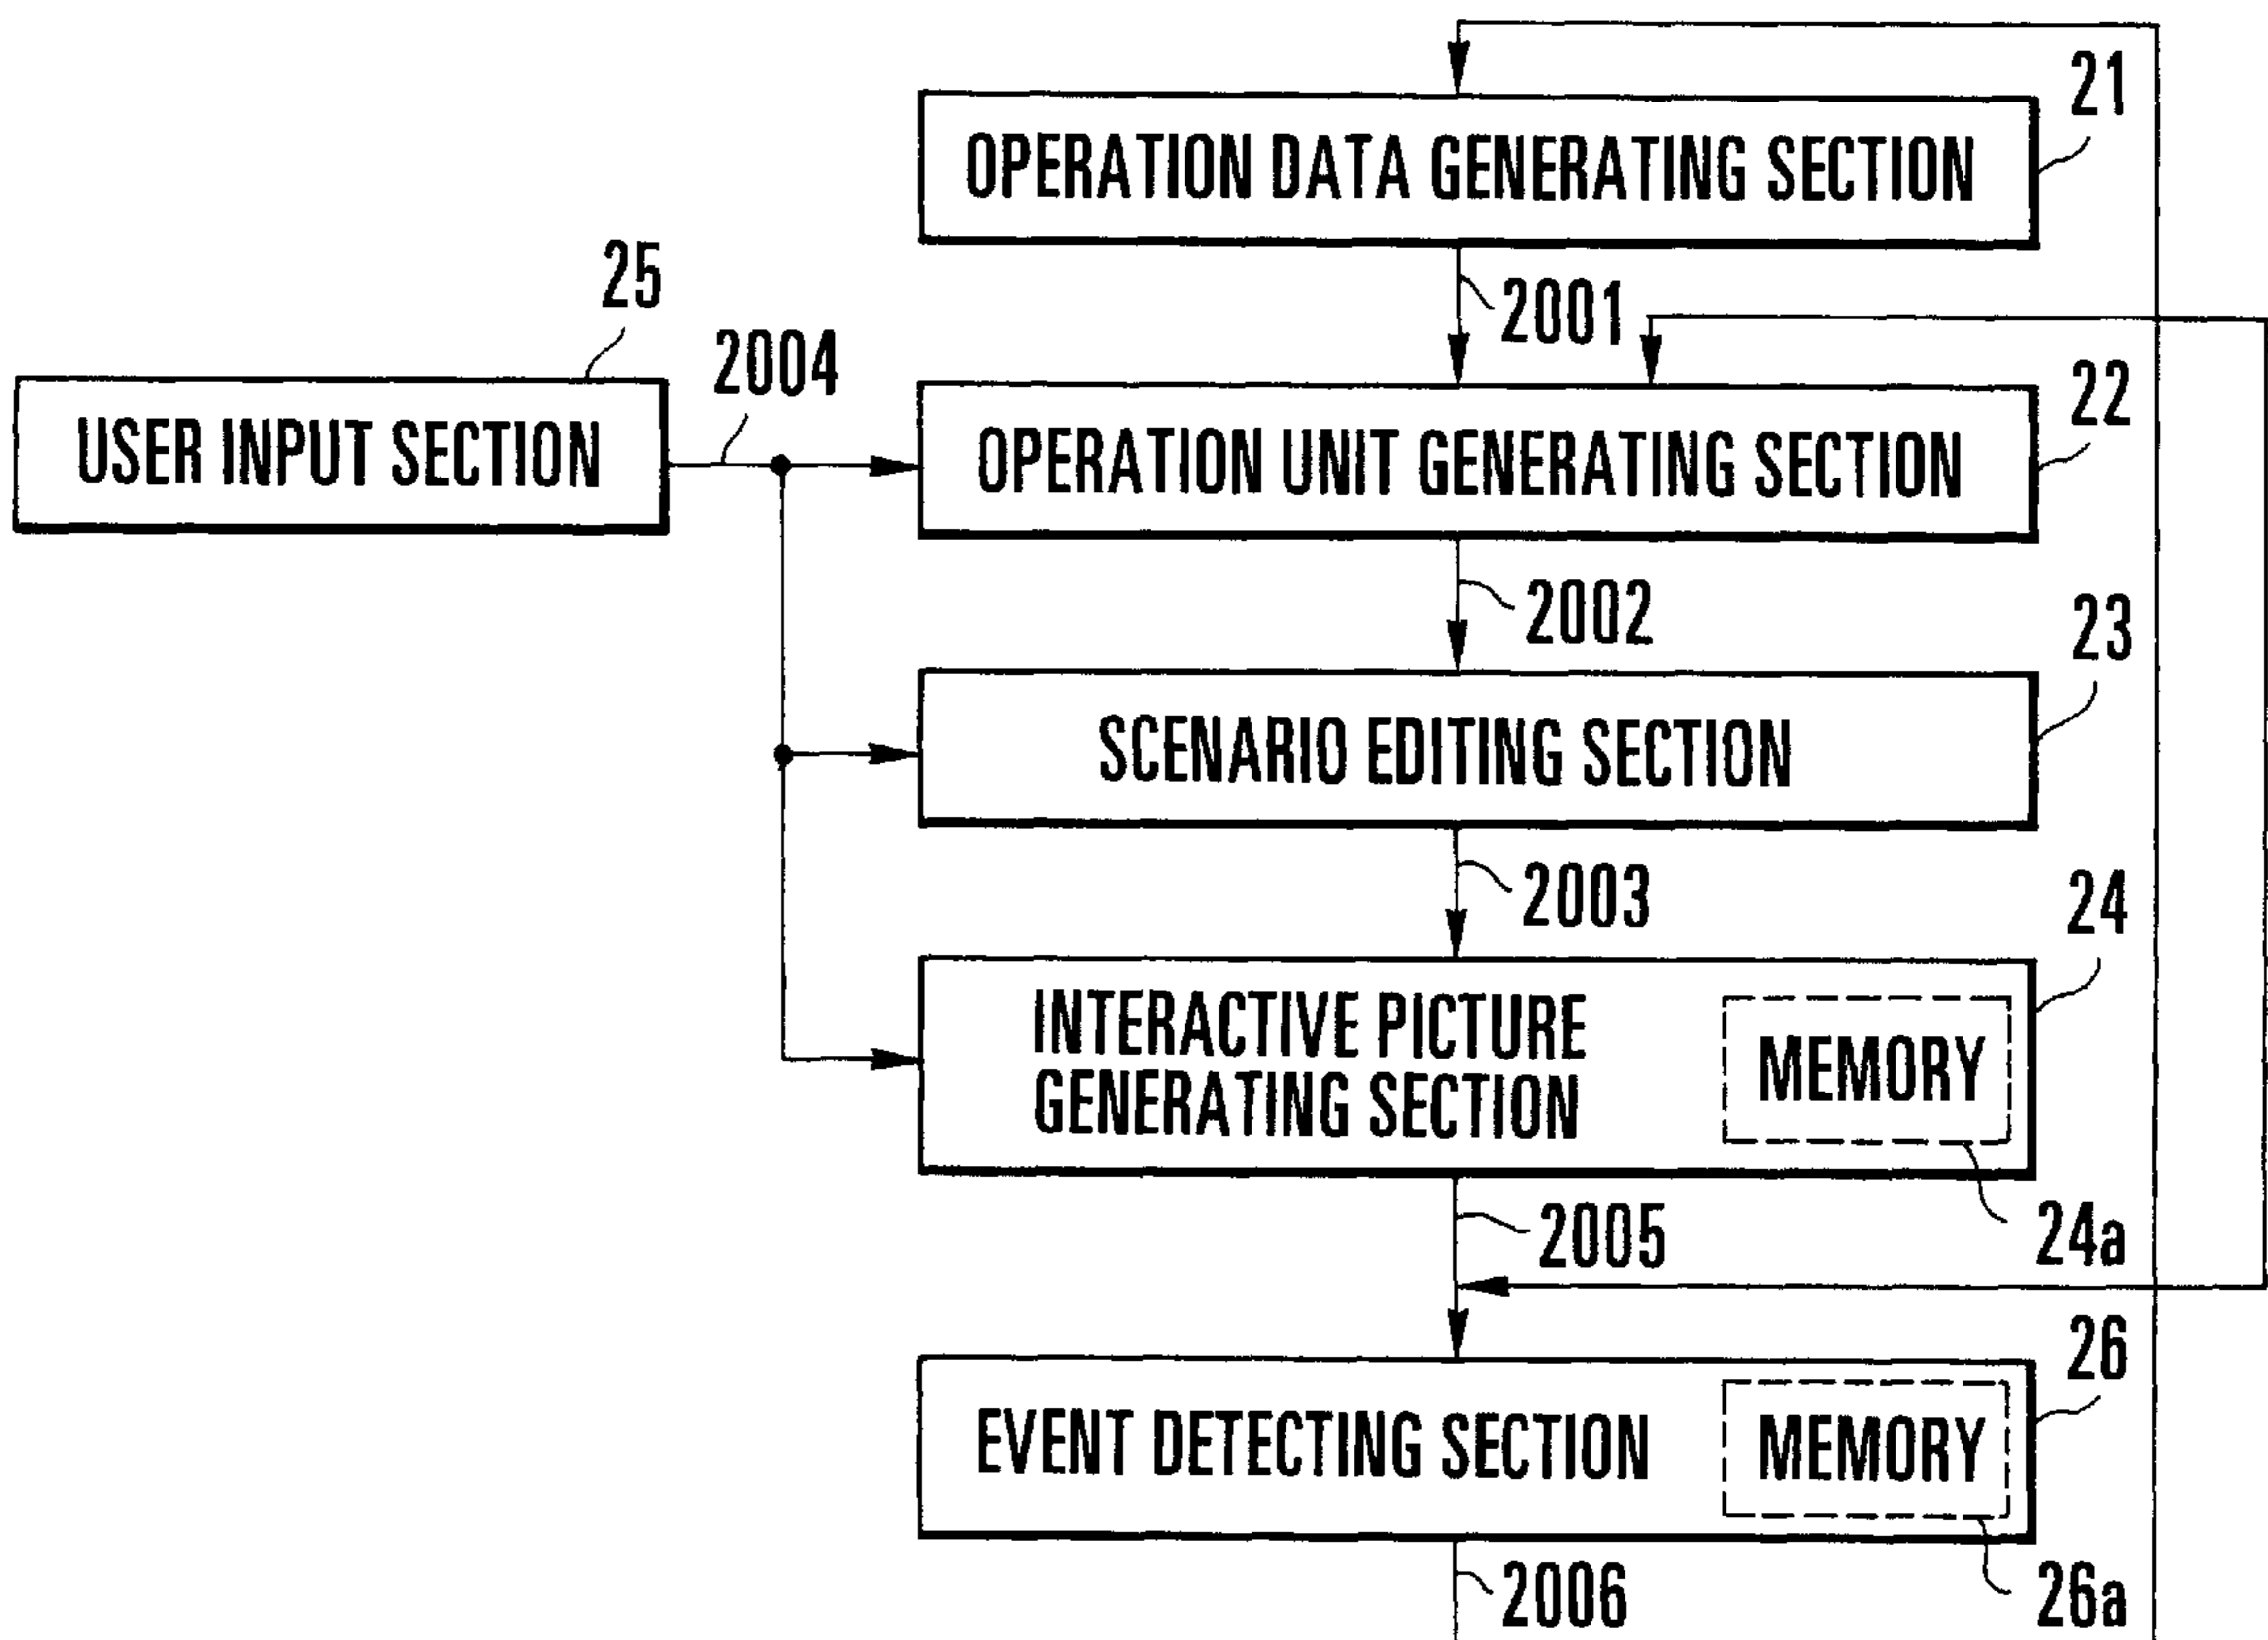 21
OPERATION DATA GENERATING SECTION
25
2001
2004
22
USER INPUT SECTION
OPERATION UNIT GENERATING SECTION
2002
23
SCENARIO EDITING SECTION
2003
24
INTERACTIVE PICTURE
GENERATING SECTION
MEMORY
2005
24a
26
EVENT DETECTING SECTION
MEMORY
2006
26a